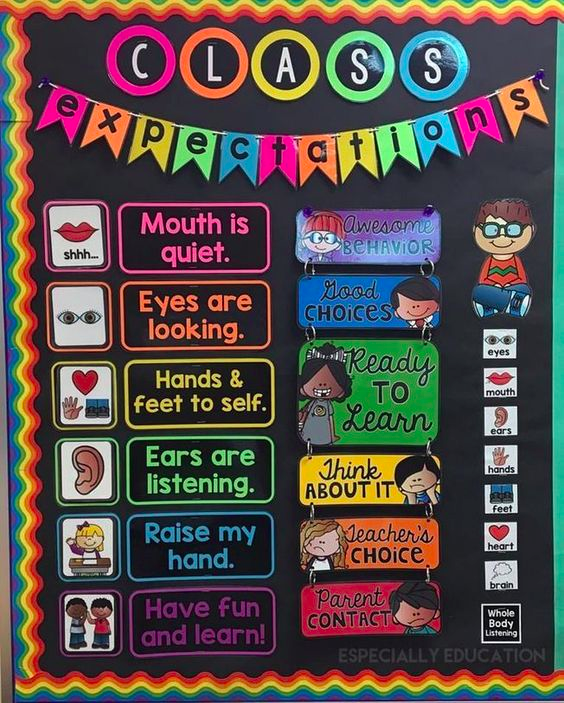 CLASS
expectations
shhh...
Mouth is
quiet.
Eyes are
looking.
Hands &
feet to self.
Ears are
listening.
Raise my
hand.
Have fun
and learn!
Awesome
BEHAVIOR
Good
CHOICES
Ready
TO
Learn
Think
ABOUT IT
Teacher's
CHOICE
Parent
CONTACT
eyes
mouth
ears
hands
feet
heart
brain
Whole
Body
Listening
ESPECIALLY EDUCATION